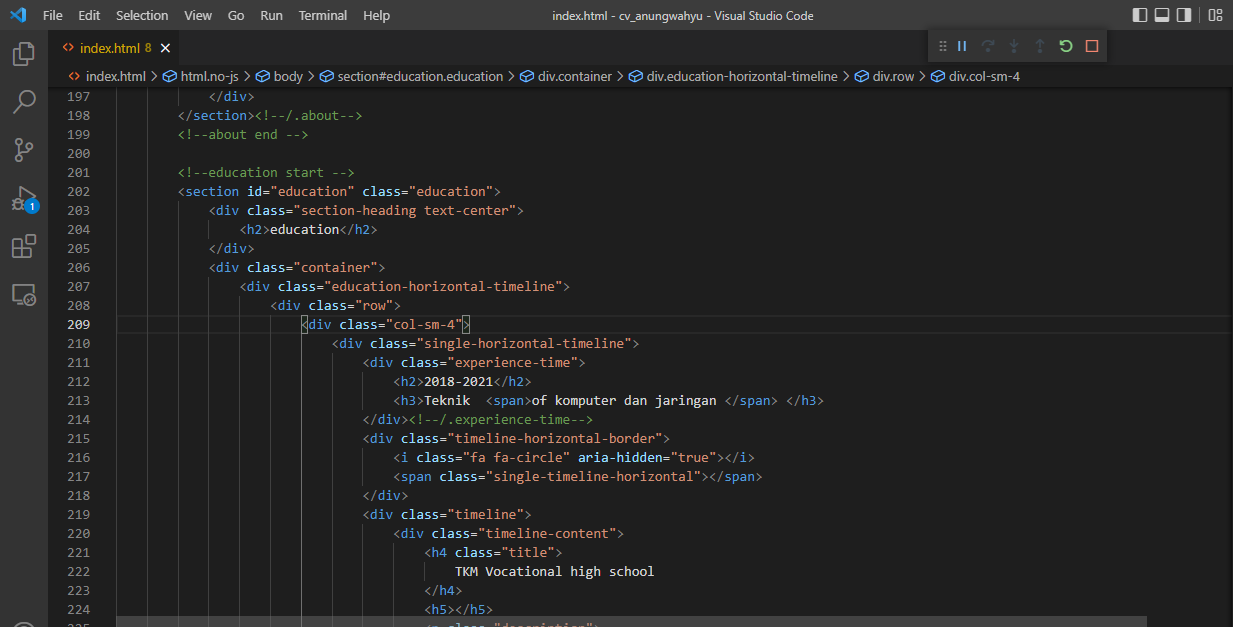 File Edit Selection View Go Run Terminal Help index.html - cv_anungwahyu - Visual Studio Code
<> index.html 8 ×
<> index.html > html.no-js > body > section#education.education > div.container > div.education-horizontal-timeline > div.row > div.col-sm-4
1
197 </div>
198 </section><!--/.about-->
199 <!--about end -->
200
201 <!--education start -->
202 <section id="education" class="education">
203 <div class="section-heading text-center">
204 <h2>education</h2>
205 </div>
206 <div class="container">
207 <div class="education-horizontal-timeline">
208 <div class="row">
209 <div class="col-sm-4">
210 <div class="single-horizontal-timeline">
211 <div class="experience-time">
212 <h2>2018-2021</h2>
213 <h3>Teknik  <span>of komputer dan jaringan </span> </h3>
214 </div><!--/.experience-time-->
215 <div class="timeline-horizontal-border">
216 <i class="fa fa-circle" aria-hidden="true"></i>
217 <span class="single-timeline-horizontal"></span>
218 </div>
219 <div class="timeline">
220 <div class="timeline-content">
221 <h4 class="title">
222 TKM Vocational high school
223 </h4>
224 <h5></h5>